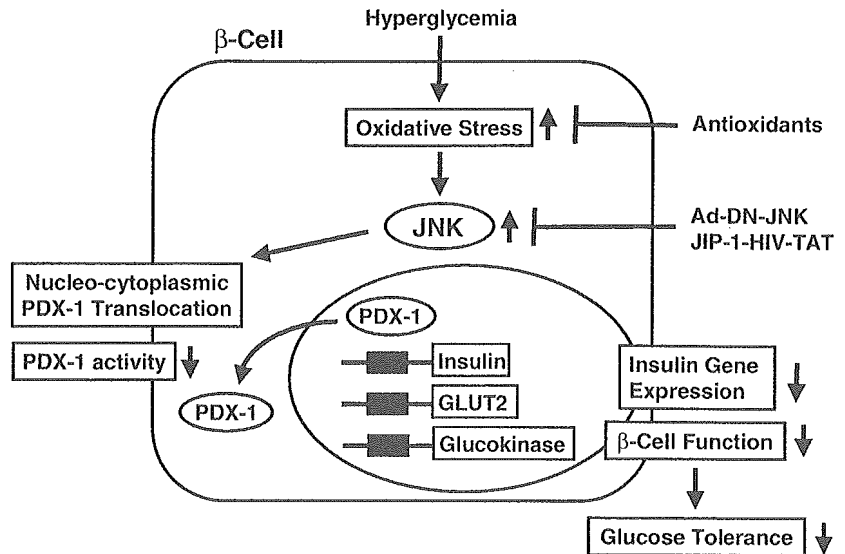 Hyperglycemia
β-Cell
Oxidative Stress
Antioxidants
JNK
Ad-DN-JNK
JIP-1-HIV-TAT
Nucleo-cytoplasmic
PDX-1 Translocation
PDX-1
PDX-1 activity
Insulin
Insulin Gene
Expression
PDX-1
GLUT2
Glucokinase
β-Cell Function
Glucose Tolerance